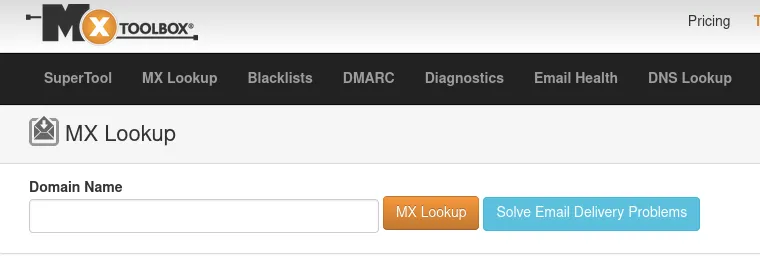 MX TOOLBOX®
Pricing T
SuperTool MX Lookup Blacklists DMARC Diagnostics Email Health DNS Lookup
MX Lookup
Domain Name
MX Lookup Solve Email Delivery Problems